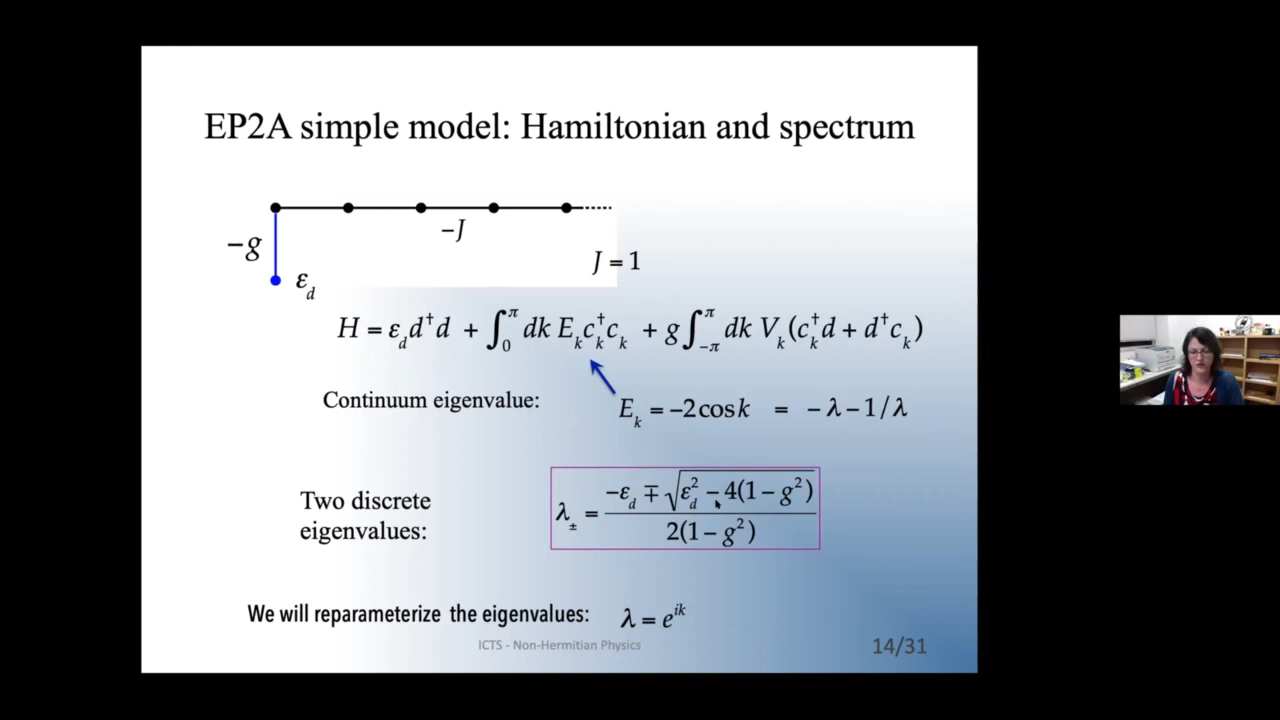 EP2A simple model: Hamiltonian and spectrum
−J
−g
J = 1
ε_d
H = ε_d d†d + ∫_0^π dk E_k c_k† c_k + g∫_{-π}^π dk V_k (c_k† d + d† c_k)
Continuum eigenvalue:
E_k = −2cos k = − λ − 1/λ
Two discrete
eigenvalues:
λ_± = (−ε_d ∓ √(ε_d² − 4(1 − g²))) / (2(1 − g²))
We will reparameterize the eigenvalues: λ = e^{ik}
ICTS - Non-Hermitian Physics
14/31